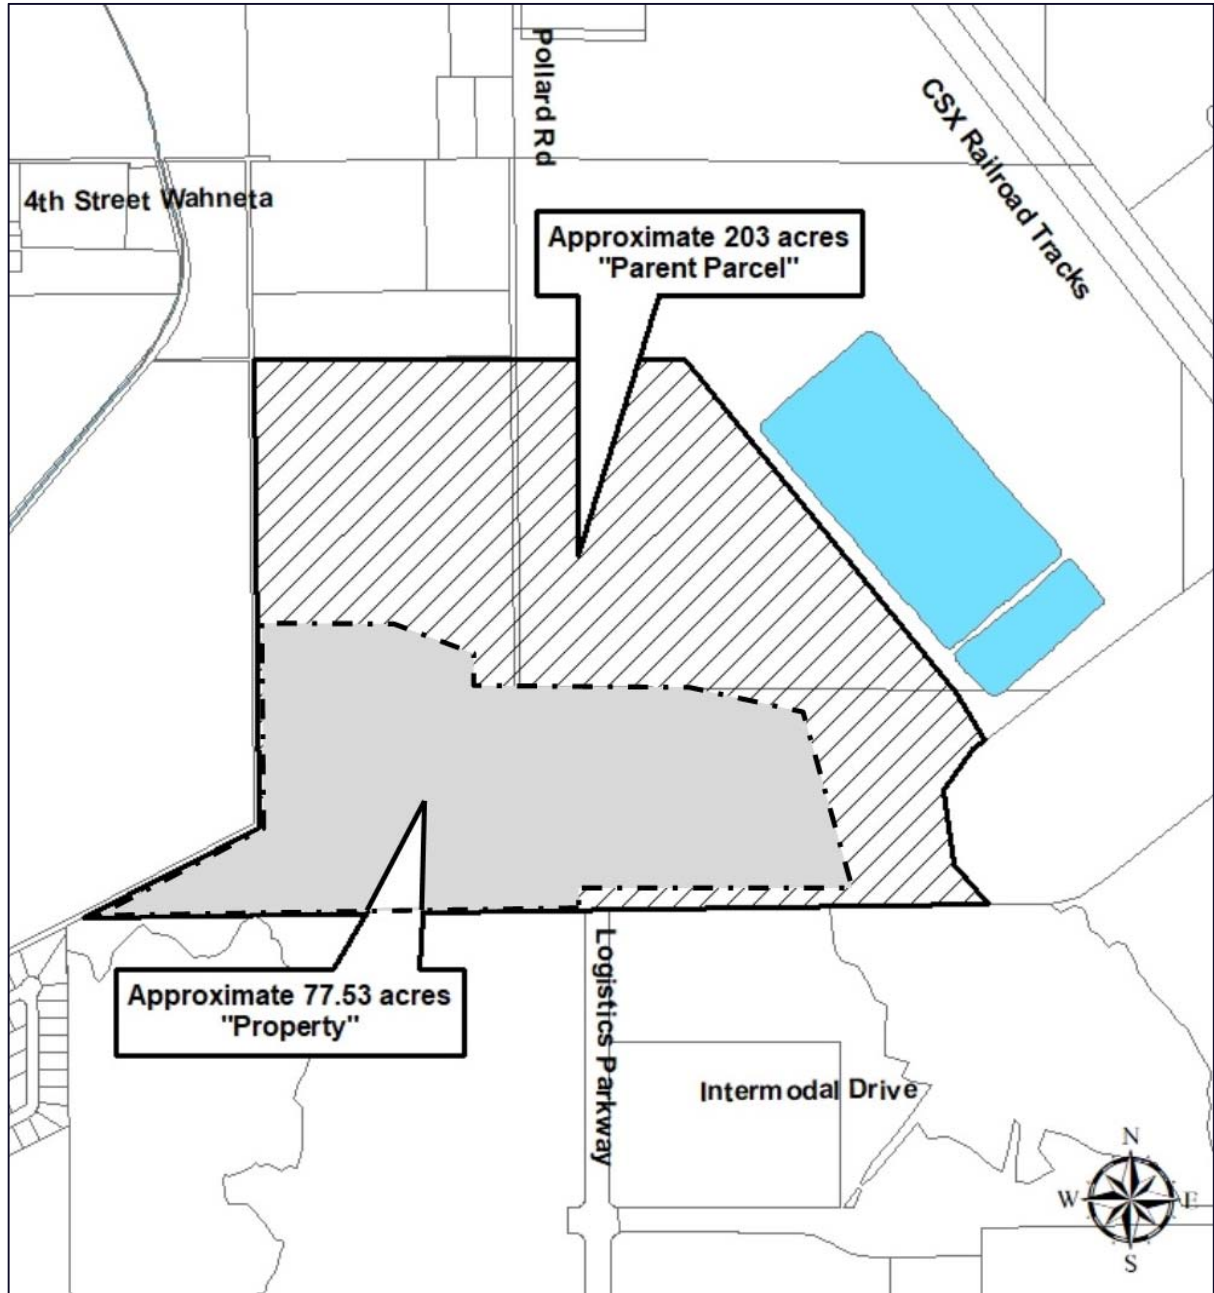 Pollard Rd
CSX Railroad Tracks
4th Street Wahneta
Approximate 203 acres
"Parent Parcel"
Approximate 77.53 acres
"Property"
Logistics Parkway
Intermodal Drive
N
W
E
S